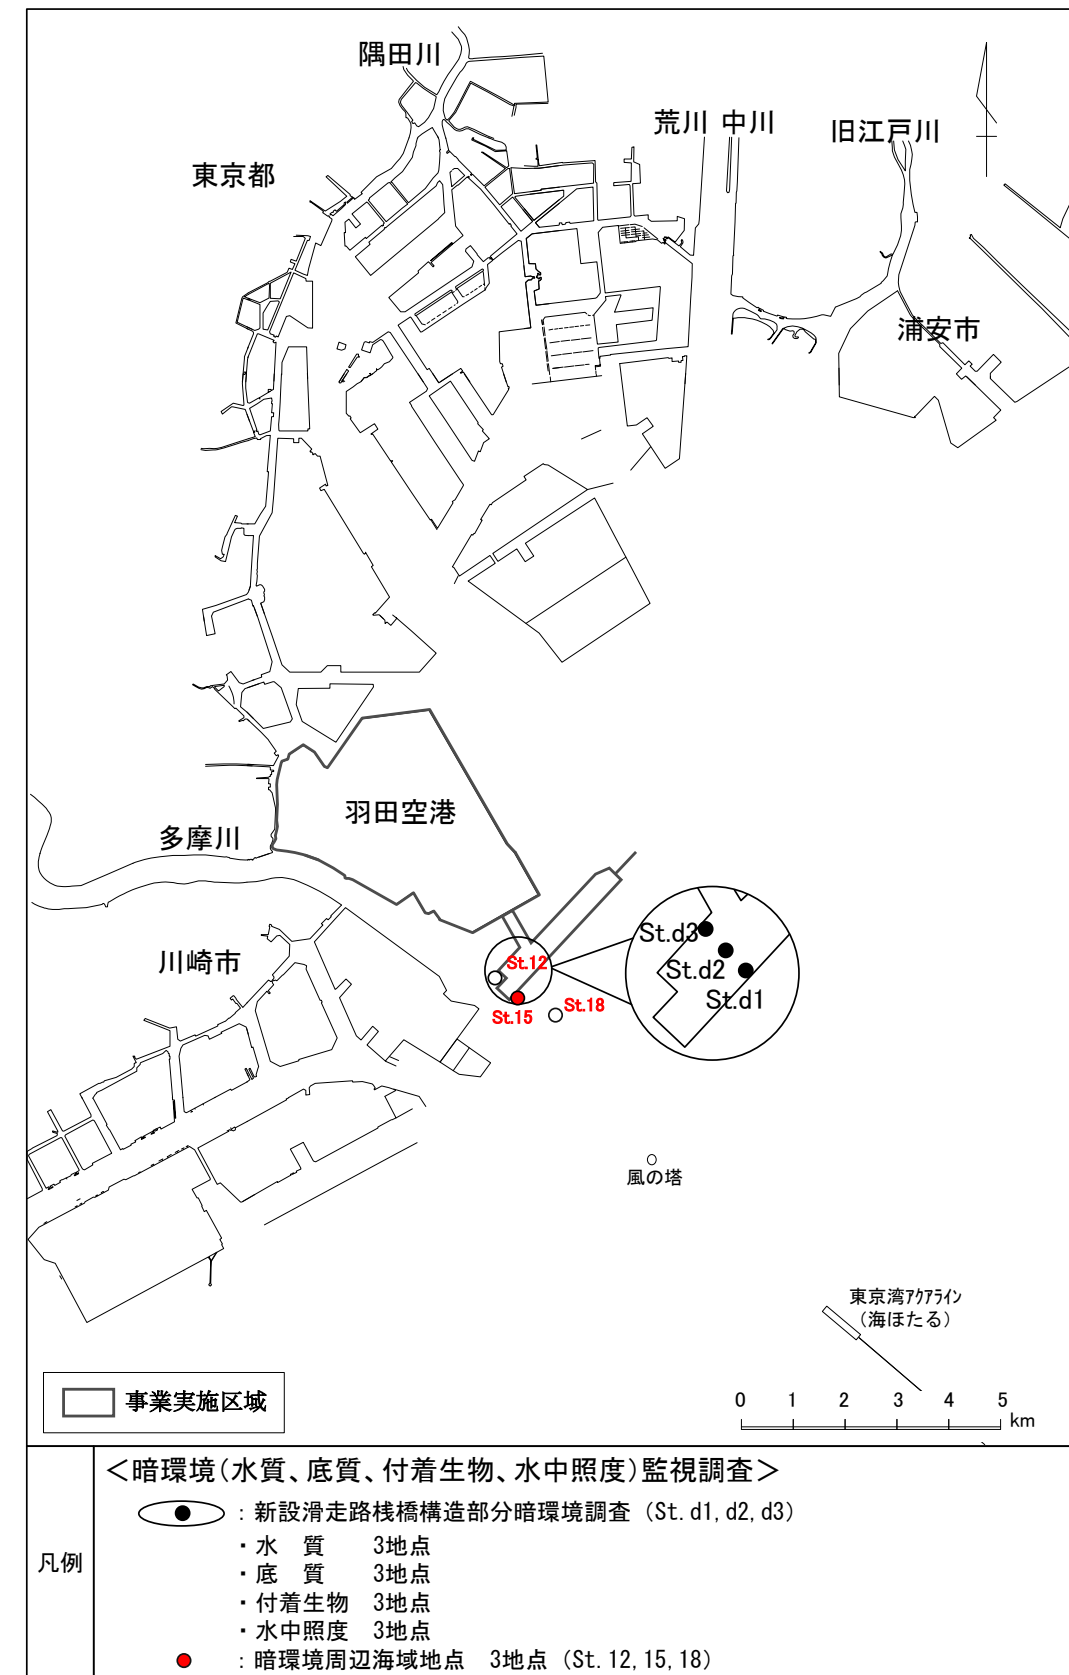 隅田川
荒川 中川
旧江戸川
東京都
浦安市
羽田空港
多摩川
川崎市
St.12
St.15
St.18
St.d3
St.d2
St.d1
風の塔
東京湾ｱｸｱﾗｲﾝ
（海ほたる）
事業実施区域
0 1 2 3 4 5
km
凡例
＜暗環境（水質、底質、付着生物、水中照度）監視調査＞
：新設滑走路桟橋構造部分暗環境調査（St. d1, d2, d3）
・水　質　3地点
・底　質　3地点
・付着生物　3地点
・水中照度　3地点
：暗環境周辺海域地点　3地点（St. 12, 15, 18）